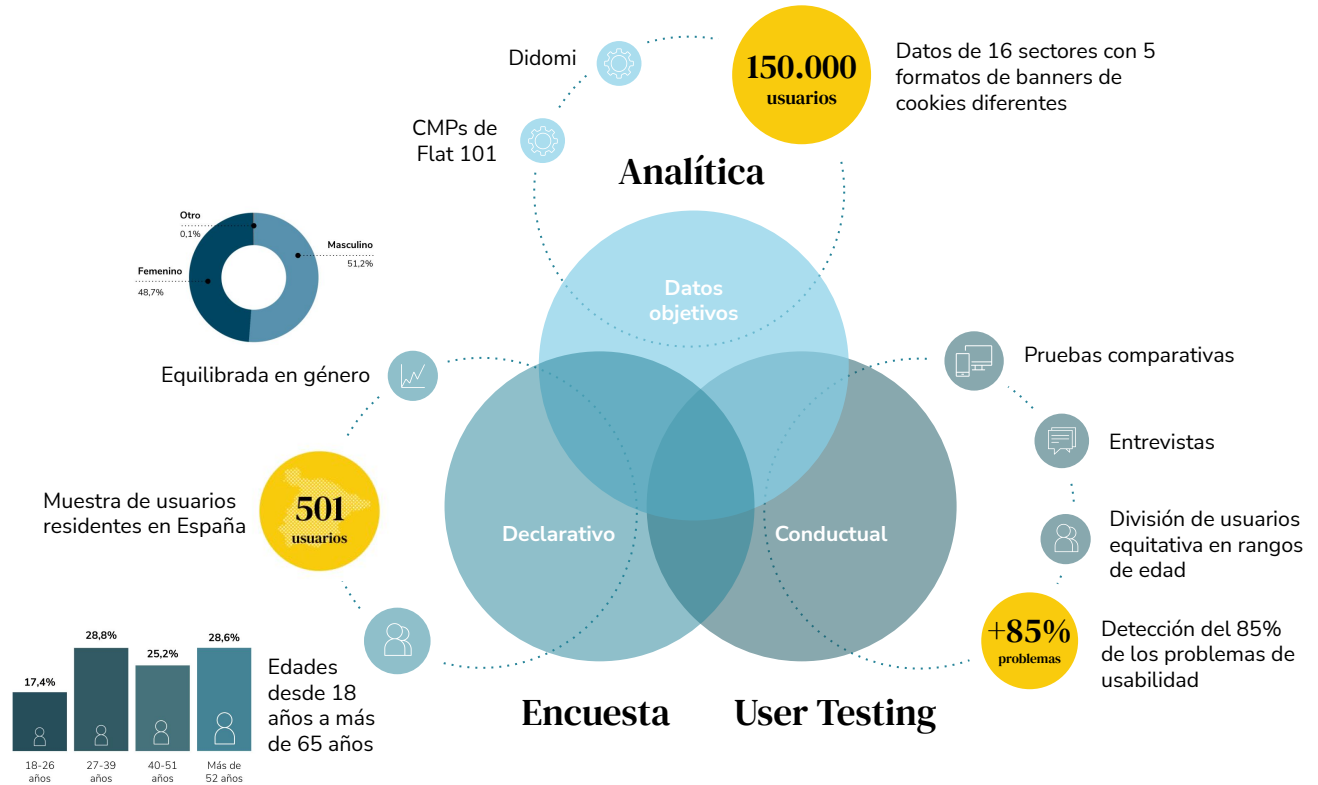 Didomi
CMPs de
Flat 101
150.000
usuarios
Datos de 16 sectores con 5
formatos de banners de
cookies diferentes
Analítica
Datos
objetivos
Otro
0,1%
Masculino
51,2%
Femenino
48,7%
Equilibrada en género
Muestra de usuarios
residentes en España
501
usuarios
Declarativo
Conductual
Pruebas comparativas
Entrevistas
División de usuarios
equitativa en rangos
de edad
+85%
problemas
Detección del 85%
de los problemas de
usabilidad
17,4%
28,8%
25,2%
28,6%
18-26
años
27-39
años
40-51
años
Más de
52 años
Edades
desde 18
años a más
de 65 años
Encuesta
User Testing